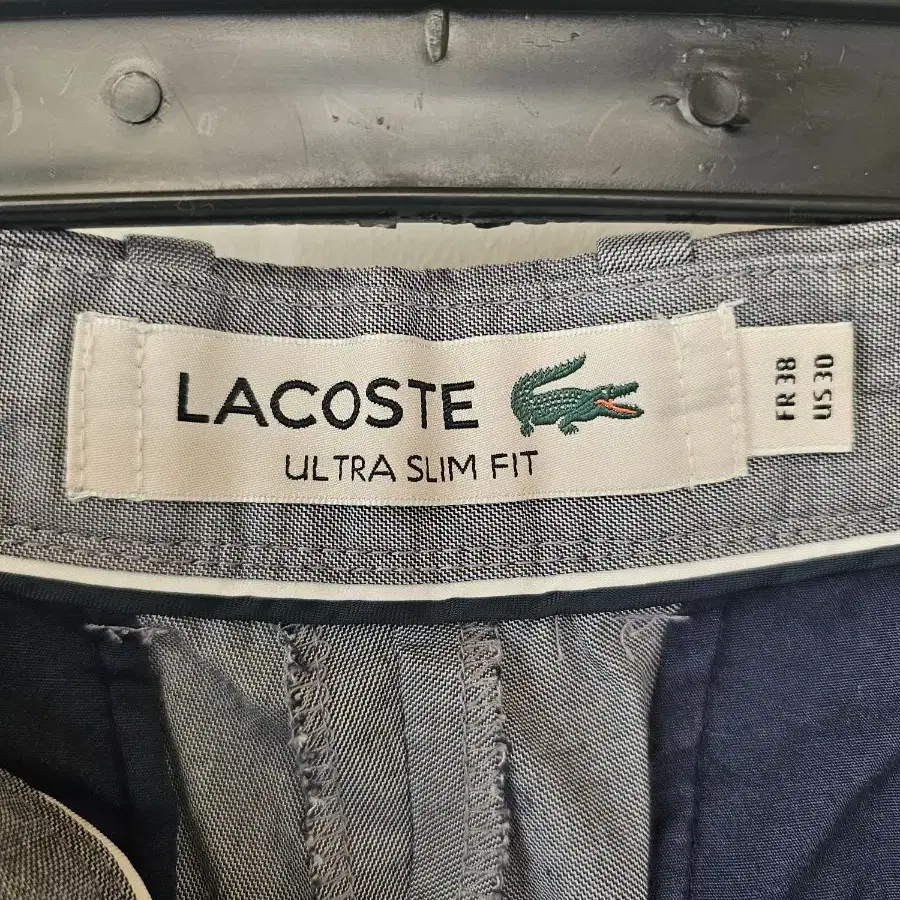 LACOSTE
ULTRA SLIM FIT
FR 38
US 30